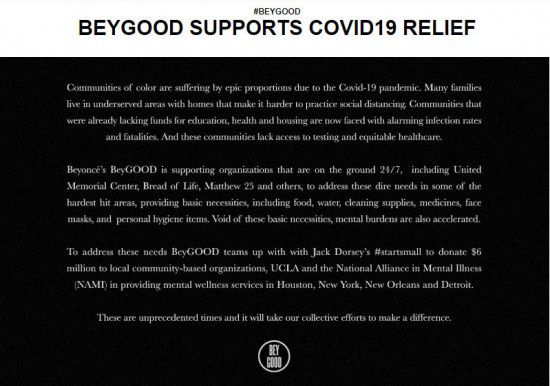 #BEYGOOD
BEYGOOD SUPPORTS COVID19 RELIEF
Communities of color are suffering by epic proportions due to the Covid-19 pandemic. Many families
live in underserved areas with homes that make it harder to practice social distancing. Communities that
were already lacking funds for education, health and housing are now faced with alarming infection rates
and fatalities. And these communities lack access to testing and equitable healthcare.
Beyoncé's BeyGOOD is supporting organizations that are on the ground 24/7, including United
Memorial Center, Bread of Life, Matthew 25 and others, to address these dire needs in some of the
hardest hit areas, providing basic necessities, including food, water, cleaning supplies, medicines, face
masks, and personal hygiene items. Void of these basic necessities, mental burdens are also accelerated.
To address these needs BeyGOOD teams up with with Jack Dorsey's #startsmall to donate $6
million to local community-based organizations, UCLA and the National Alliance in Mental Illness
(NAMI) in providing mental wellness services in Houston, New York, New Orleans and Detroit.
These are unprecedented times and it will take our collective efforts to make a difference.
BEY
GOOD